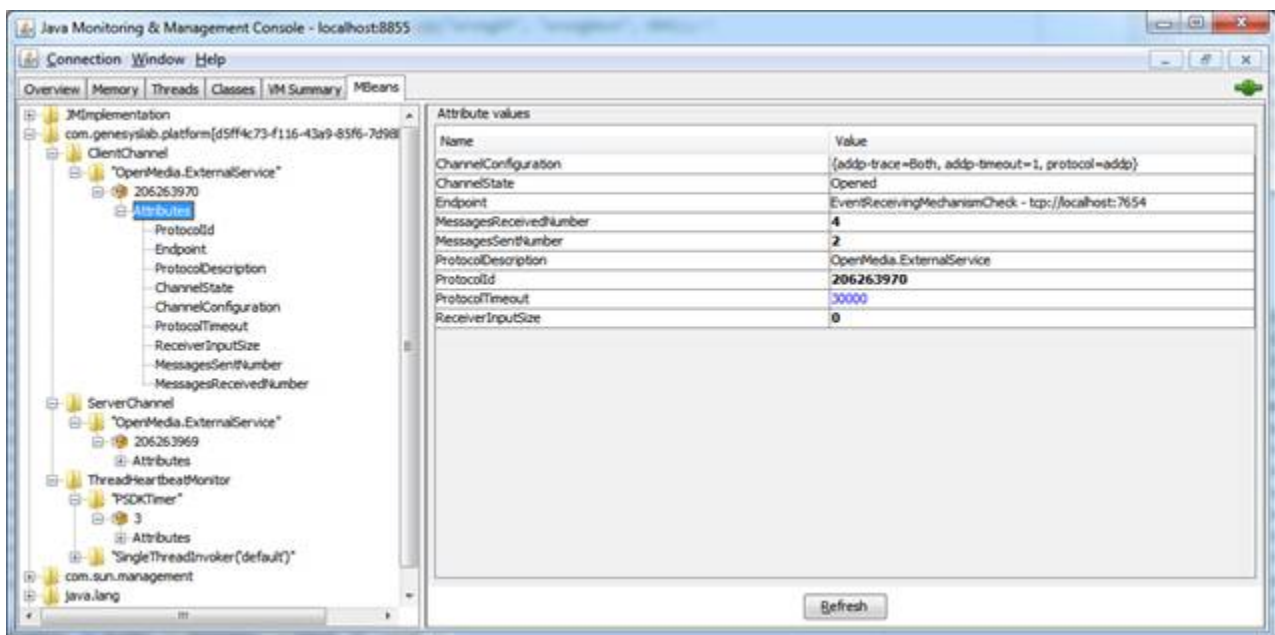 Java Monitoring & Management Console - localhost:8855
Connection Window Help
Overview Memory Threads Classes VM Summary MBeans
JMImplementation
com.genesyslab.platform[d5ff4c73-f116-43a9-85f6-7d98
ClientChannel
"OpenMedia.ExternalService"
206263970
Attributes
ProtocolId
Endpoint
ProtocolDescription
ChannelState
ChannelConfiguration
ProtocolTimeout
ReceiverInputSize
MessagesSentNumber
MessagesReceivedNumber
ServerChannel
"OpenMedia.ExternalService"
206263969
Attributes
ThreadHeartbeatMonitor
"PSDKTimer"
3
Attributes
"SingleThreadInvoker('default')"
com.sun.management
java.lang
Attribute values
Name Value
ChannelConfiguration {addp-trace=Both, addp-timeout=1, protocol=addp}
ChannelState Opened
Endpoint EventReceivingMechanismCheck - tcp://localhost:7654
MessagesReceivedNumber 4
MessagesSentNumber 2
ProtocolDescription OpenMedia.ExternalService
ProtocolId 206263970
ProtocolTimeout 30000
ReceiverInputSize 0
Refresh